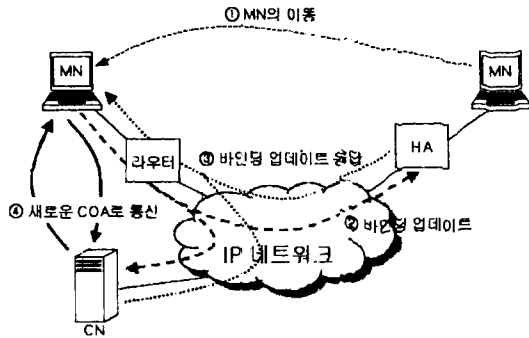 ① MN의 이동
MN
MN
라우터
③ 바인딩 업데이트 응답
HA
④ 새로운 COA로 통신
② 바인딩 업데이트
IP 네트워크
CN